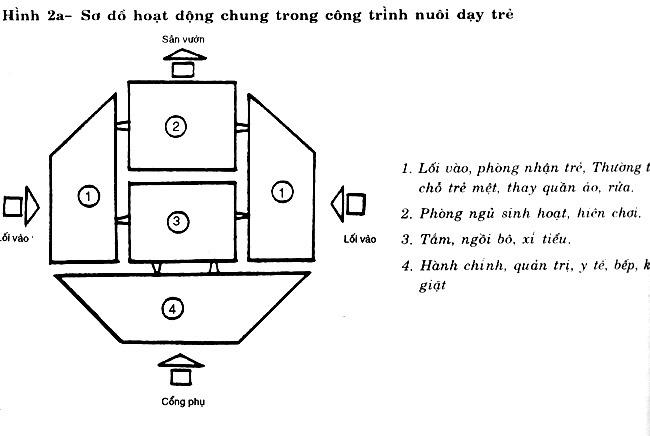 Hình 2a– Sơ đồ hoạt động chung trong công trình nuôi dạy trẻ
Sân vườn
2
1
1
3
Lối vào
Lối vào
4
Cổng phụ
1. Lối vào, phòng nhận trẻ, Thường t
chỗ trẻ mệt, thay quần áo, rửa.
2. Phòng ngủ sinh hoạt, hiên chơi.
3. Tắm, ngồi bô, xí tiểu.
4. Hành chính, quản trị, y tế, bếp, k
giặt